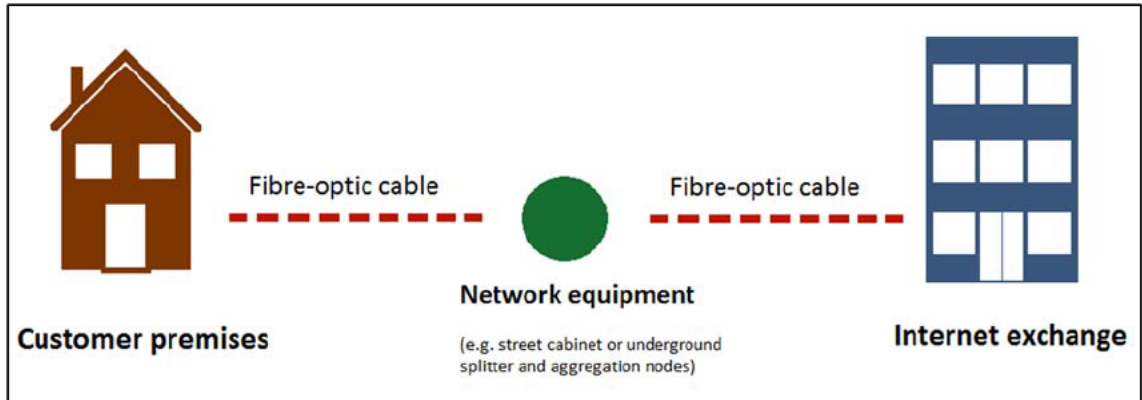 Fibre-optic cable
Fibre-optic cable
Network equipment
(e.g. street cabinet or underground
splitter and aggregation nodes)
Customer premises
Internet exchange